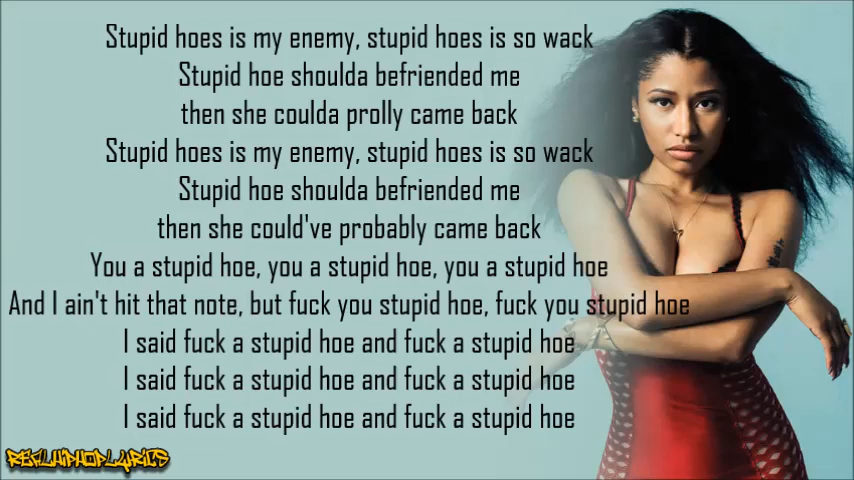 Stupid hoes is my enemy, stupid hoes is so wack
Stupid hoe shoulda befriended me
then she coulda prolly came back
Stupid hoes is my enemy, stupid hoes is so wack
Stupid hoe shoulda befriended me
then she could've probably came back
You a stupid hoe, you a stupid hoe, you a stupid hoe
And I ain't hit that note, but fuck you stupid hoe, fuck you stupid hoe
I said fuck a stupid hoe and fuck a stupid hoe
I said fuck a stupid hoe and fuck a stupid hoe
I said fuck a stupid hoe and fuck a stupid hoe
REFLHIPHOPLYRICS